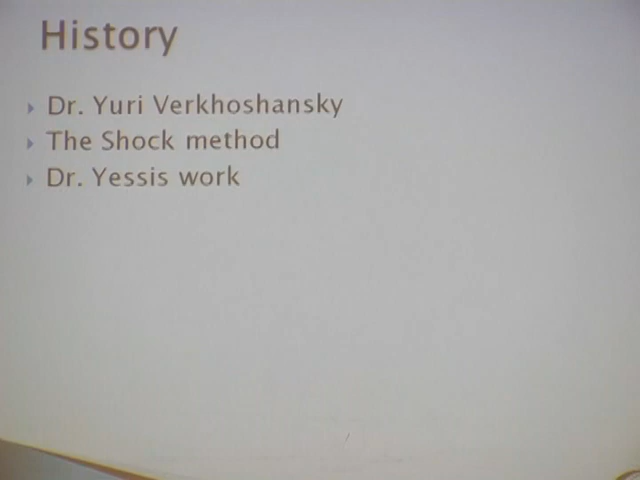 History
Dr. Yuri Verkhoshansky
The Shock method
Dr. Yessis work